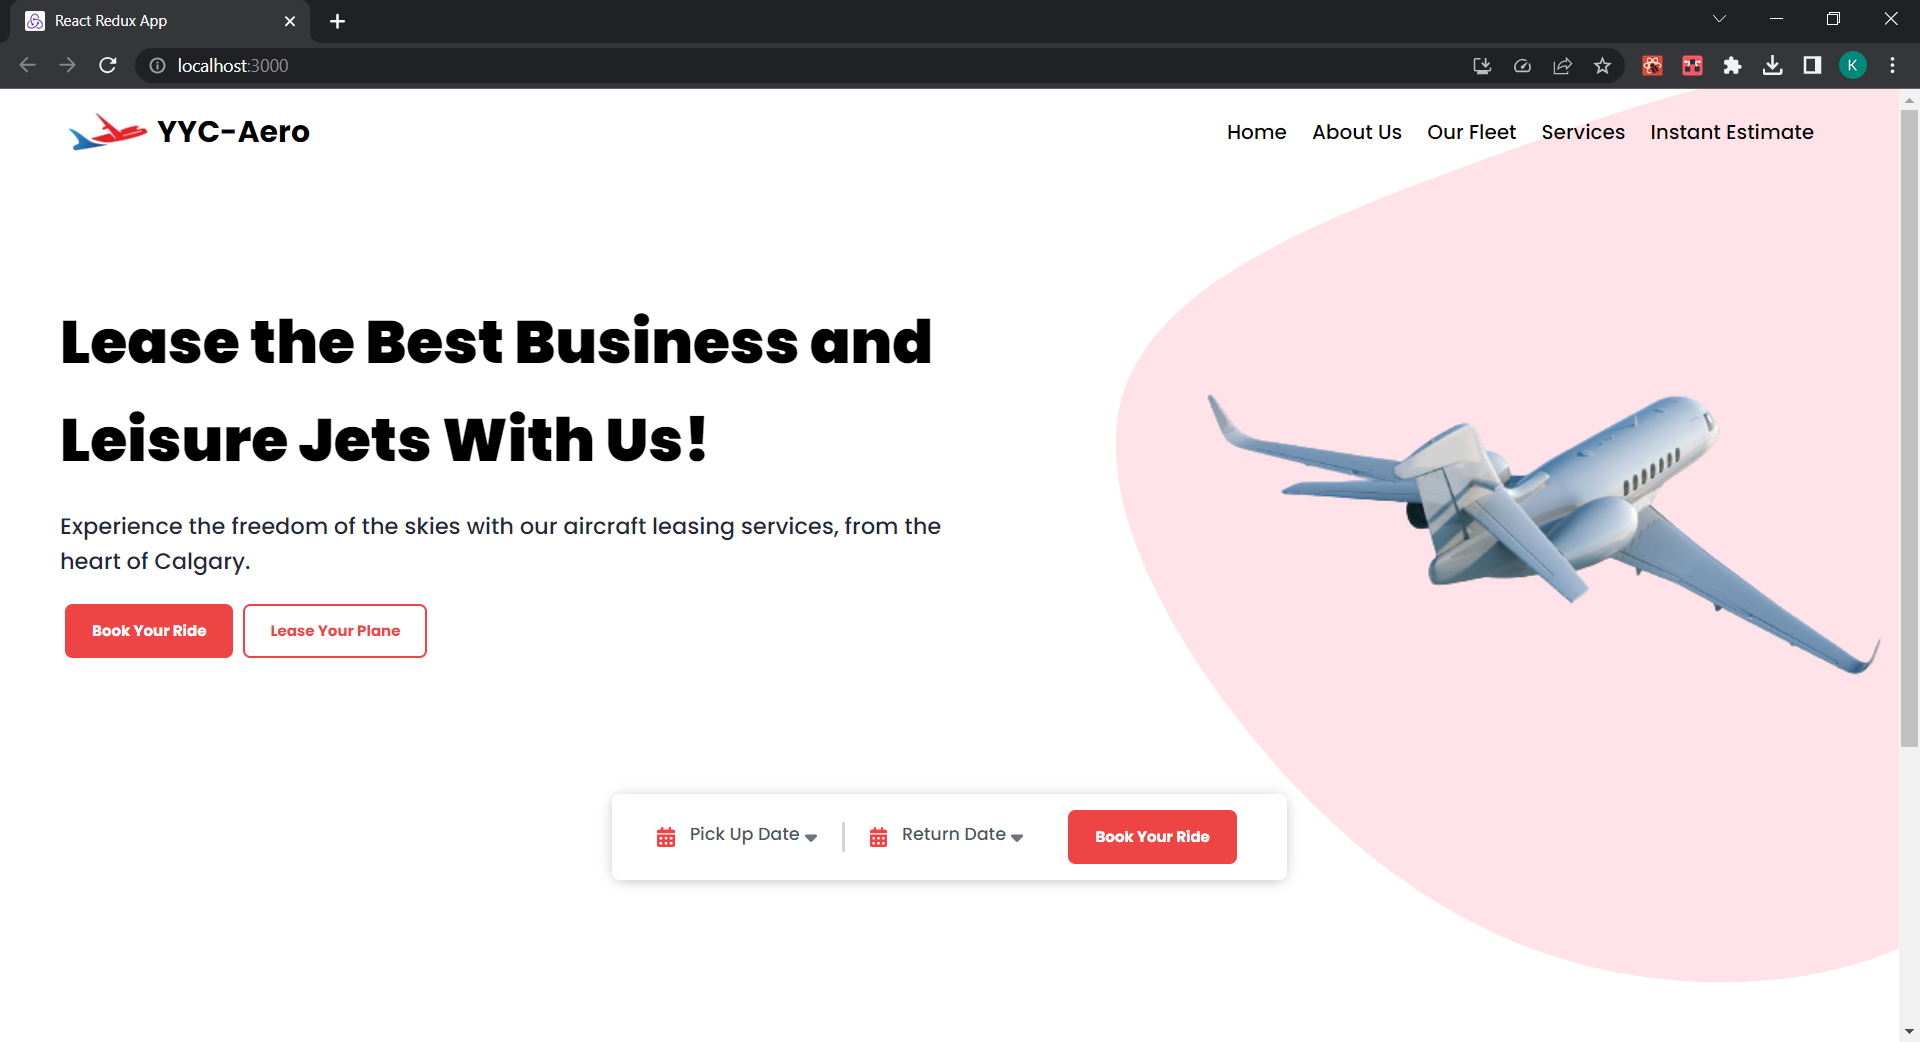 React Redux App
localhost:3000
K
YYC-Aero
Home About Us Our Fleet Services Instant Estimate
Lease the Best Business and
Leisure Jets With Us!
Experience the freedom of the skies with our aircraft leasing services, from the
heart of Calgary.
Book Your Ride Lease Your Plane
Pick Up Date Return Date Book Your Ride